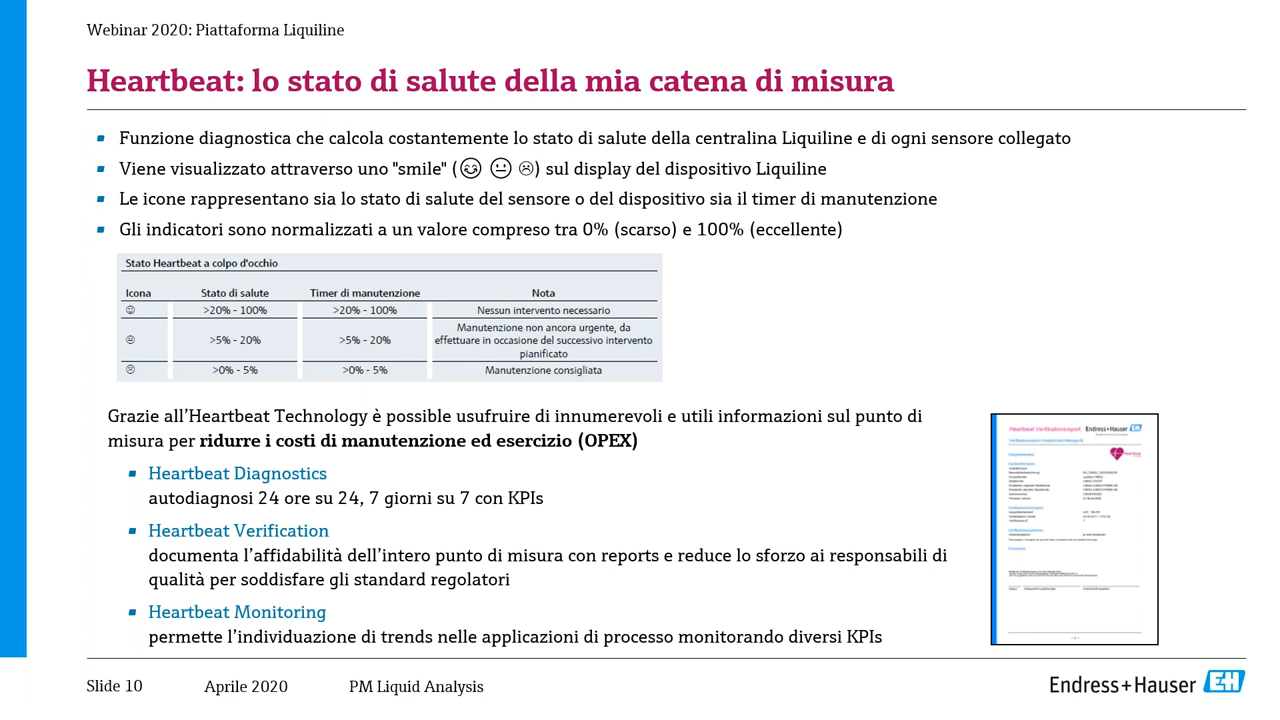 Webinar 2020: Piattaforma Liquiline
Heartbeat: lo stato di salute della mia catena di misura
Funzione diagnostica che calcola costantemente lo stato di salute della centralina Liquiline e di ogni sensore collegato
Viene visualizzato attraverso uno "smile" (😊 😐 ☹) sul display del dispositivo Liquiline
Le icone rappresentano sia lo stato di salute del sensore o del dispositivo sia il timer di manutenzione
Gli indicatori sono normalizzati a un valore compreso tra 0% (scarso) e 100% (eccellente)
Stato Heartbeat a colpo d'occhio
Icona Stato di salute Timer di manutenzione Nota
☺ >20% - 100% >20% - 100% Nessun intervento necessario
Manutenzione non ancora urgente, da
😐 >5% - 20% >5% - 20% effettuare in occasione del successivo intervento
pianificato
☹ >0% - 5% >0% - 5% Manutenzione consigliata
Grazie all’Heartbeat Technology è possibile usufruire di innumerevoli e utili informazioni sul punto di
misura per ridurre i costi di manutenzione ed esercizio (OPEX)
Heartbeat Diagnostics
autodiagnosi 24 ore su 24, 7 giorni su 7 con KPIs
Heartbeat Verification
documenta l’affidabilità dell’intero punto di misura con reports e reduce lo sforzo ai responsabili di
qualità per soddisfare gli standard regolatori
Heartbeat Monitoring
permette l’individuazione di trends nelle applicazioni di processo monitorando diversi KPIs
Heartbeat Verifikationsreport Endress+Hauser EH
Slide 10 Aprile 2020 PM Liquid Analysis
Endress+Hauser EH